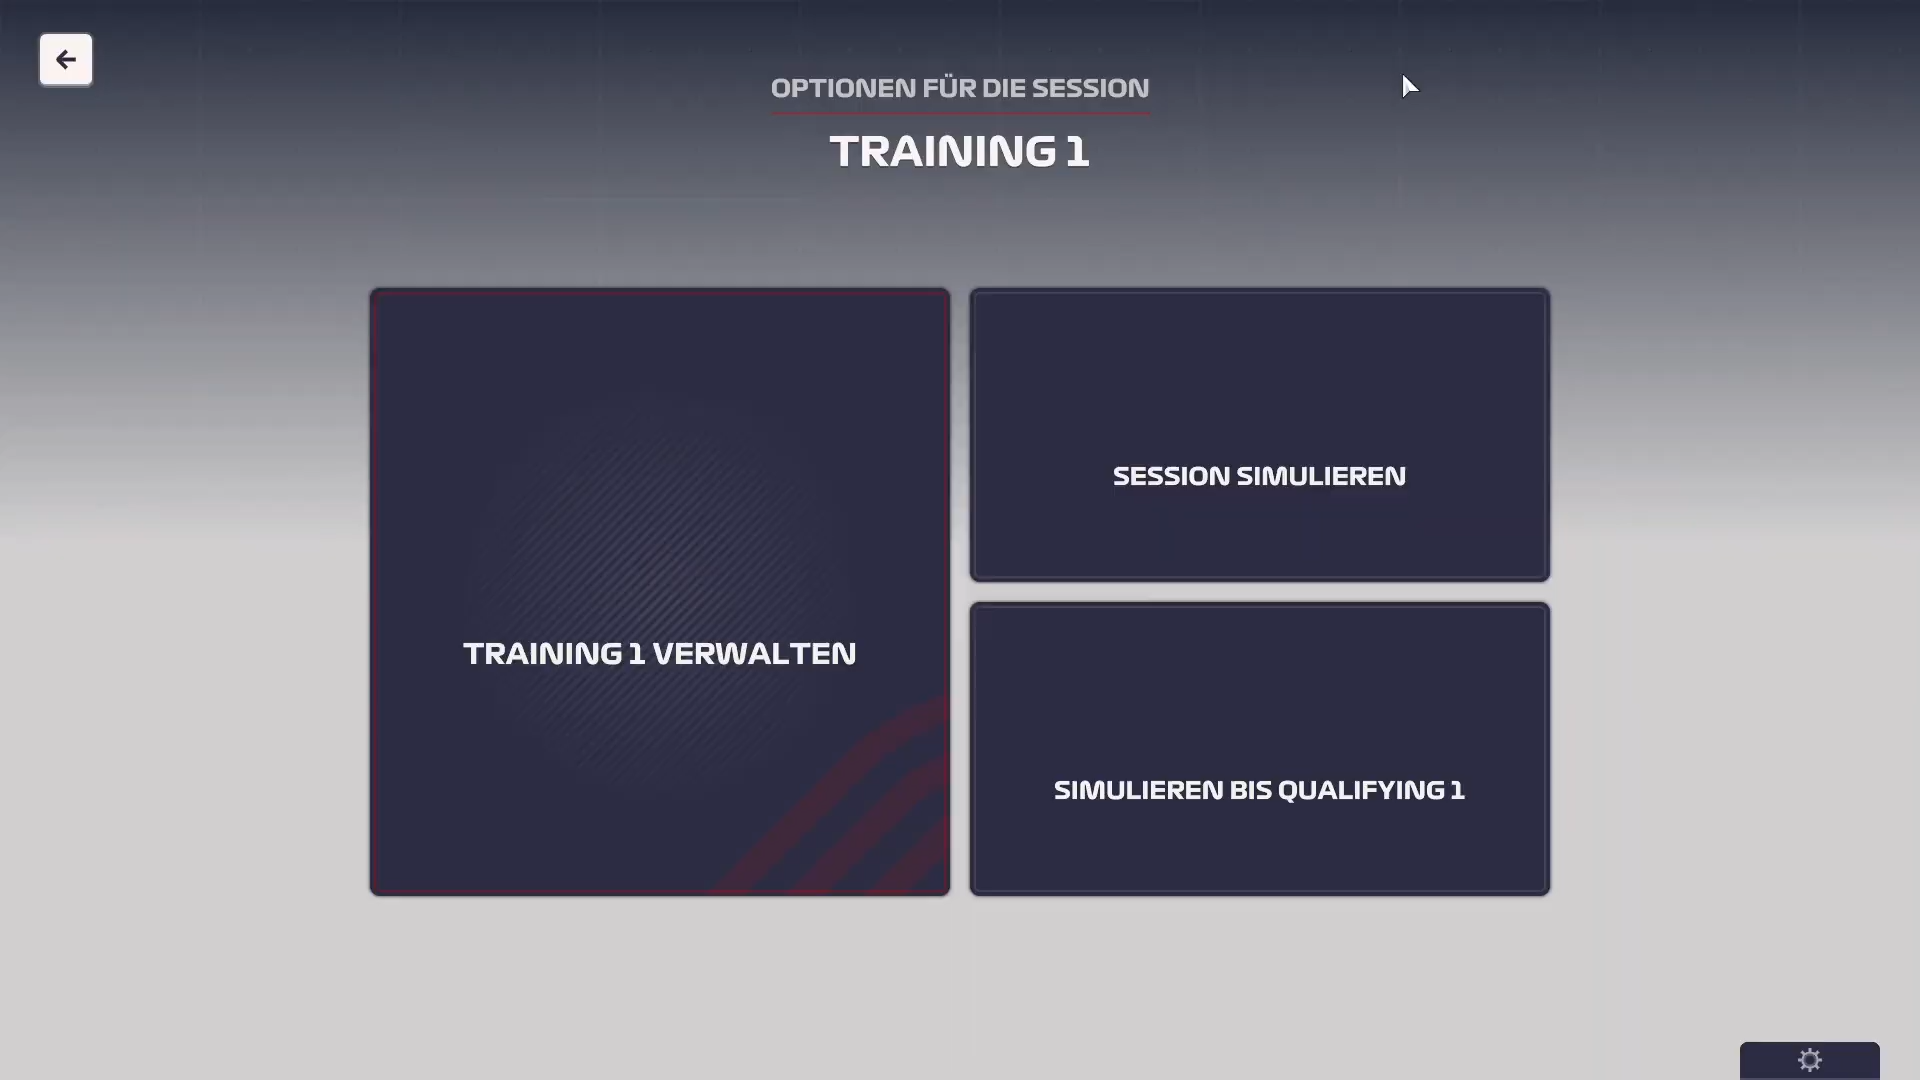 OPTIONEN FÜR DIE SESSION
TRAINING 1
TRAINING 1 VERWALTEN
SESSION SIMULIEREN
SIMULIEREN BIS QUALIFYING 1